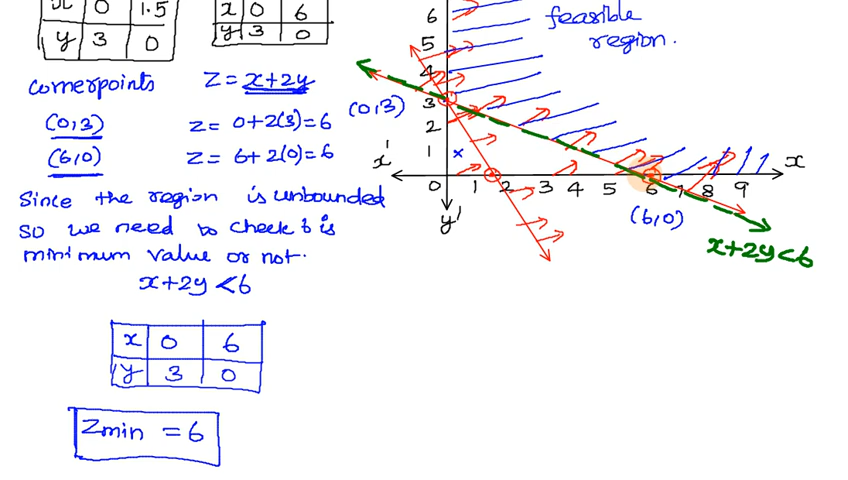 x 0 1.5
y 3 0
x 0 6
y 3 0
cornerpoints Z = x+2y
(0,3) Z = 0+2(3)=6
(6,0) Z = 6+2(0)=6
Since the region is unbounded
so we need to check 6 is
minimum value or not.
x+2y<6
x 0 6
y 3 0
Zmin = 6
feasible
region.
6
5
4
3
2
1
(0,3)
x'
x
0 1 2 3 4 5 6 7 8 9
y'
(6,0)
x+2y<6